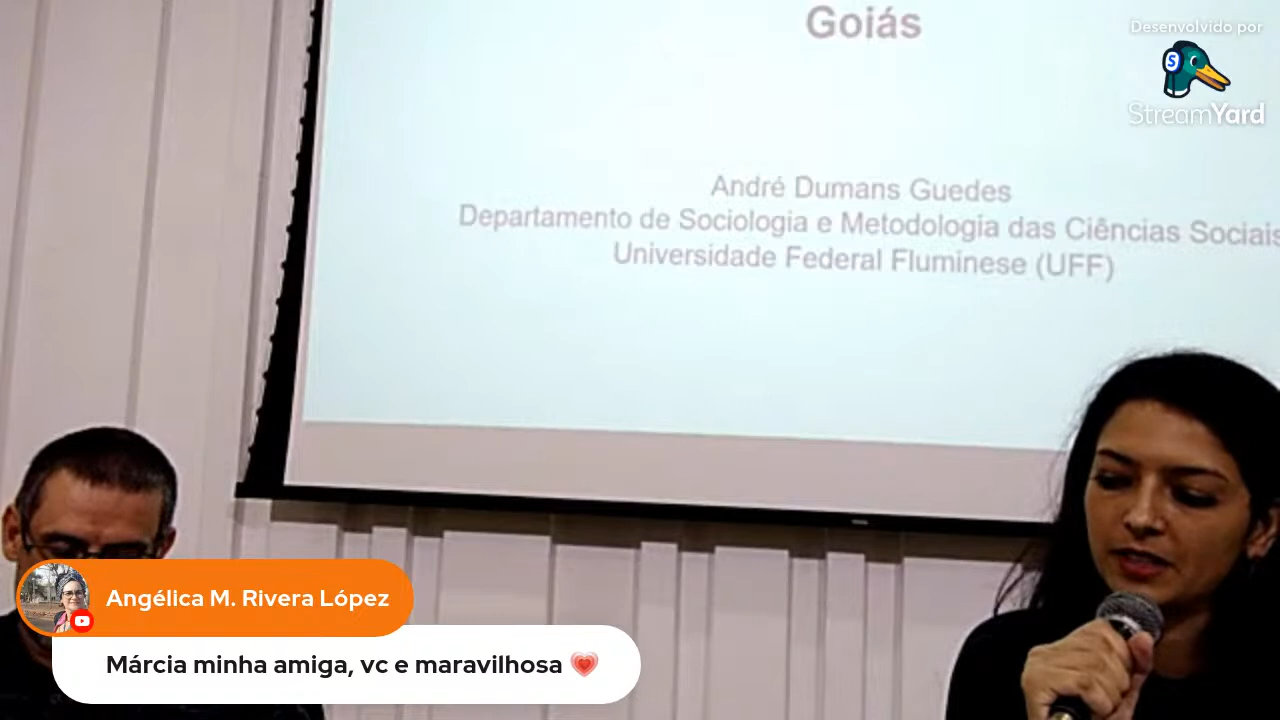 Goiás
Desenvolvido por
S
StreamYard
André Dumans Guedes
Departamento de Sociologia e Metodologia das Ciências Sociais
Universidade Federal Fluminese (UFF)
Angélica M. Rivera López
Márcia minha amiga, vc e maravilhosa